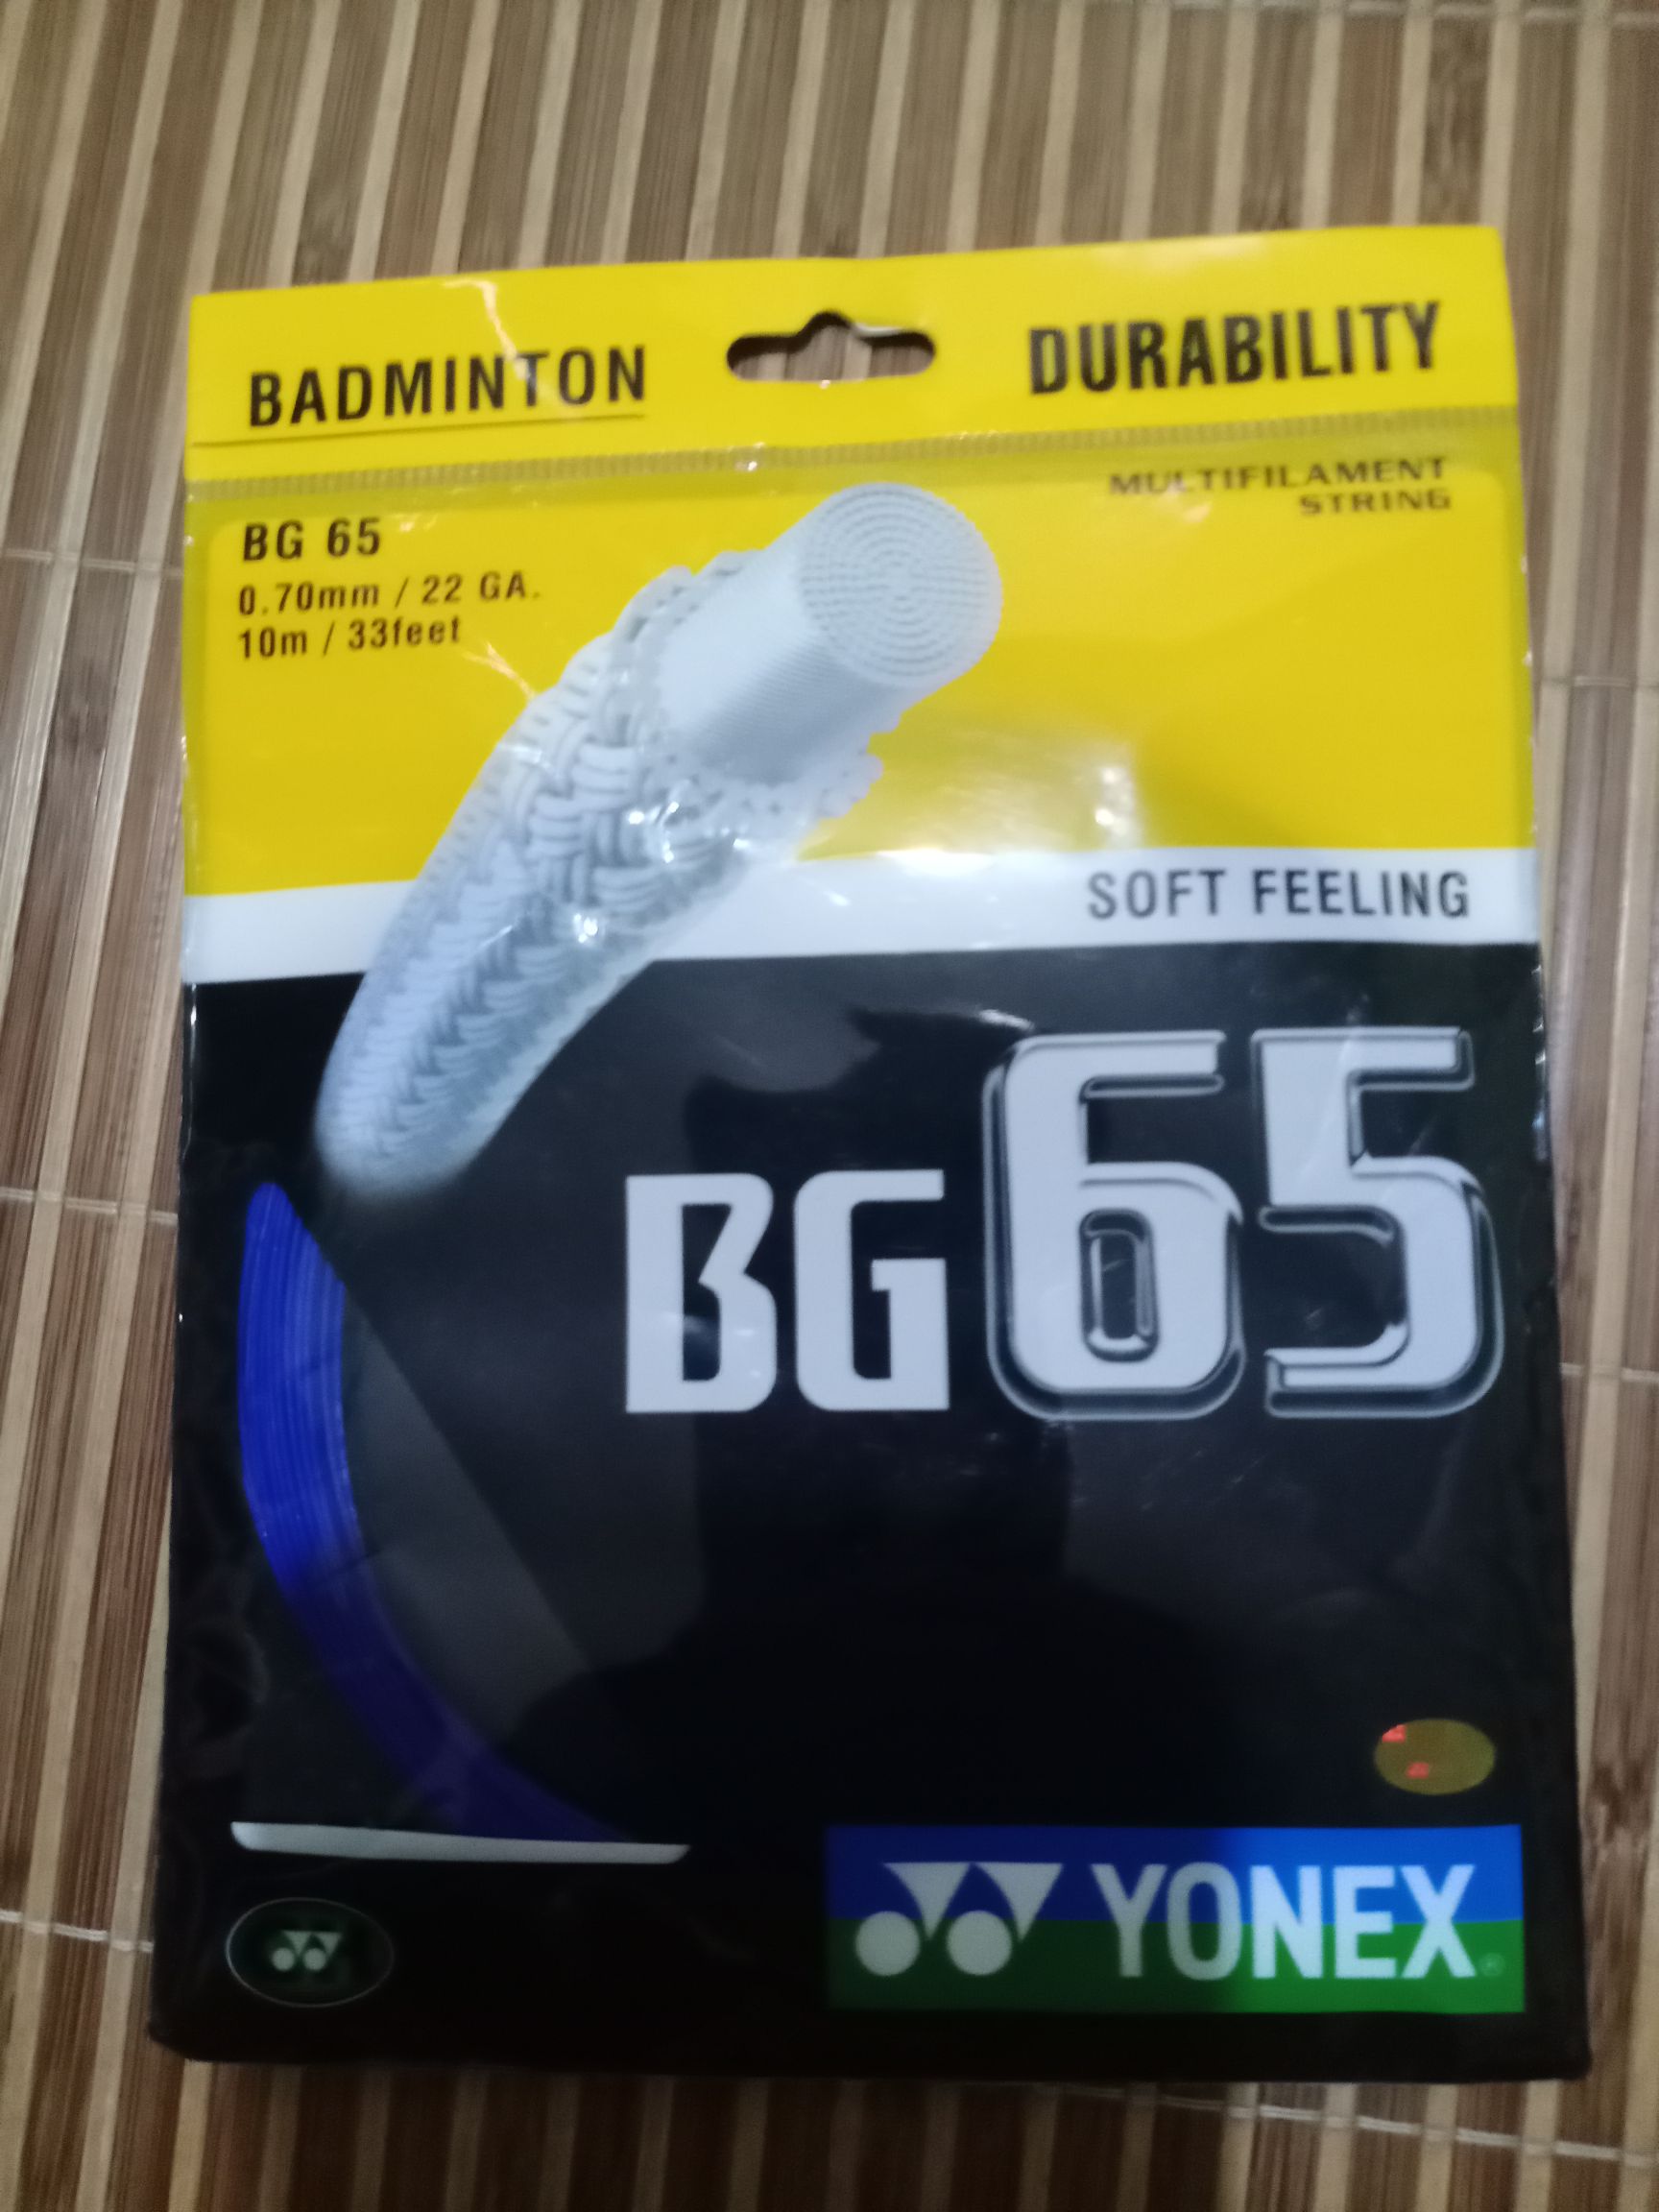 BADMINTON
DURABILITY
MULTIFILAMENT
STRING
BG 65
0.70mm / 22 GA.
10m / 33feet
SOFT FEELING
BG65
YONEX®